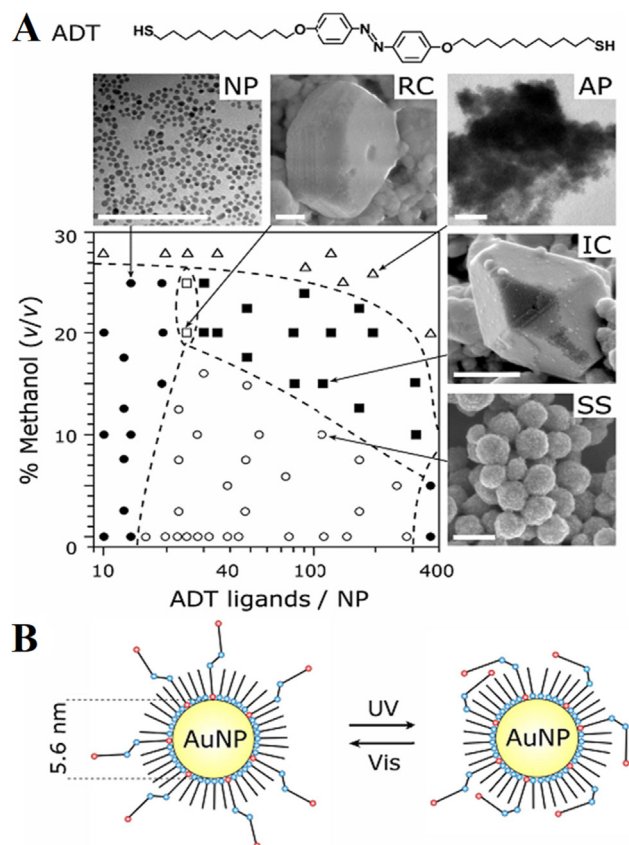 A ADT HS O N N O SH
NP RC AP
IC
SS
30
20
10
0
% Methanol (v/v)
10 100 400
ADT ligands / NP
B
5.6 nm
AuNP
UV
Vis
AuNP